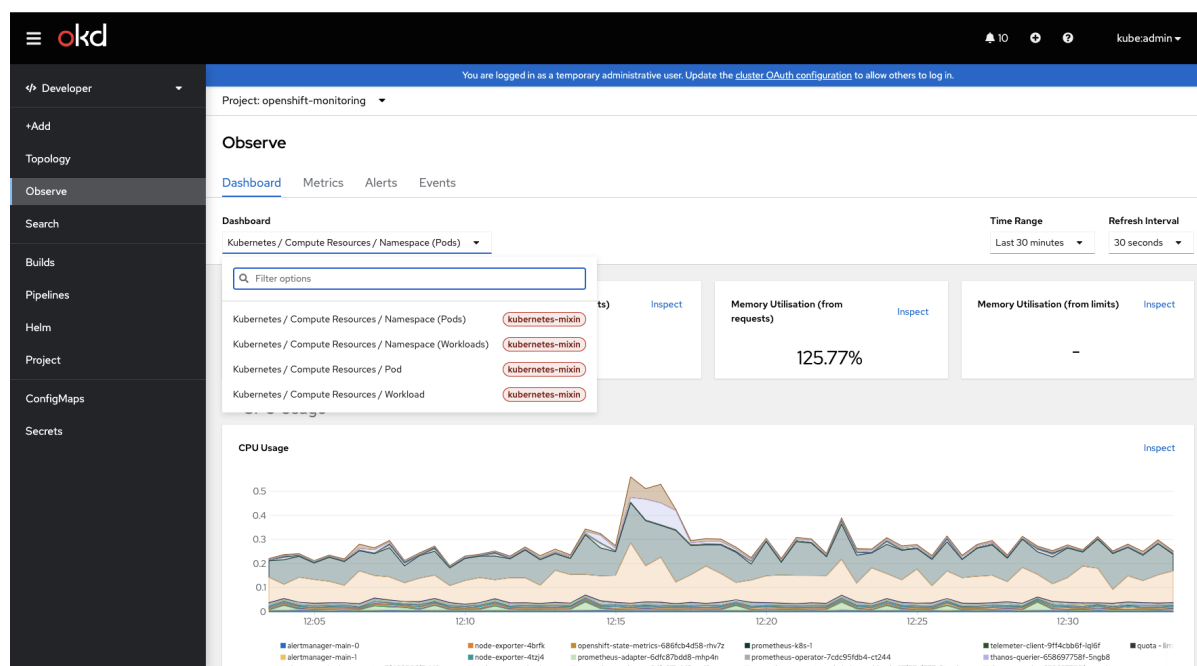 okd
10
kube:admin
You are logged in as a temporary administrative user. Update the cluster OAuth configuration to allow others to log in.
Developer
+Add
Topology
Observe
Search
Builds
Pipelines
Helm
Project
ConfigMaps
Secrets
Project: openshift-monitoring
Observe
Dashboard Metrics Alerts Events
Dashboard
Kubernetes / Compute Resources / Namespace (Pods)
Time Range
Last 30 minutes
Refresh Interval
30 seconds
Filter options
Kubernetes / Compute Resources / Namespace (Pods) kubernetes-mixin
Kubernetes / Compute Resources / Namespace (Workloads) kubernetes-mixin
Kubernetes / Compute Resources / Pod kubernetes-mixin
Kubernetes / Compute Resources / Workload kubernetes-mixin
Inspect
Memory Utilisation (from
requests)
Inspect
125.77%
Memory Utilisation (from limits)
Inspect
-
CPU Usage
Inspect
0.5
0.4
0.3
0.2
0.1
0
12:05 12:10 12:15 12:20 12:25 12:30
alertmanager-main-0 node-exporter-4brfk openshift-state-metrics-686fcb4d58-rhv7z prometheus-k8s-1 telemeter-client-9ff4cbb6f-lql6f
alertmanager-main-1 node-exporter-4tzj4 prometheus-adapter-6dfc87bdd8-mhp4n prometheus-operator-7cdc95fdb4-ct244 thanos-querier-658697758f-5nqb8